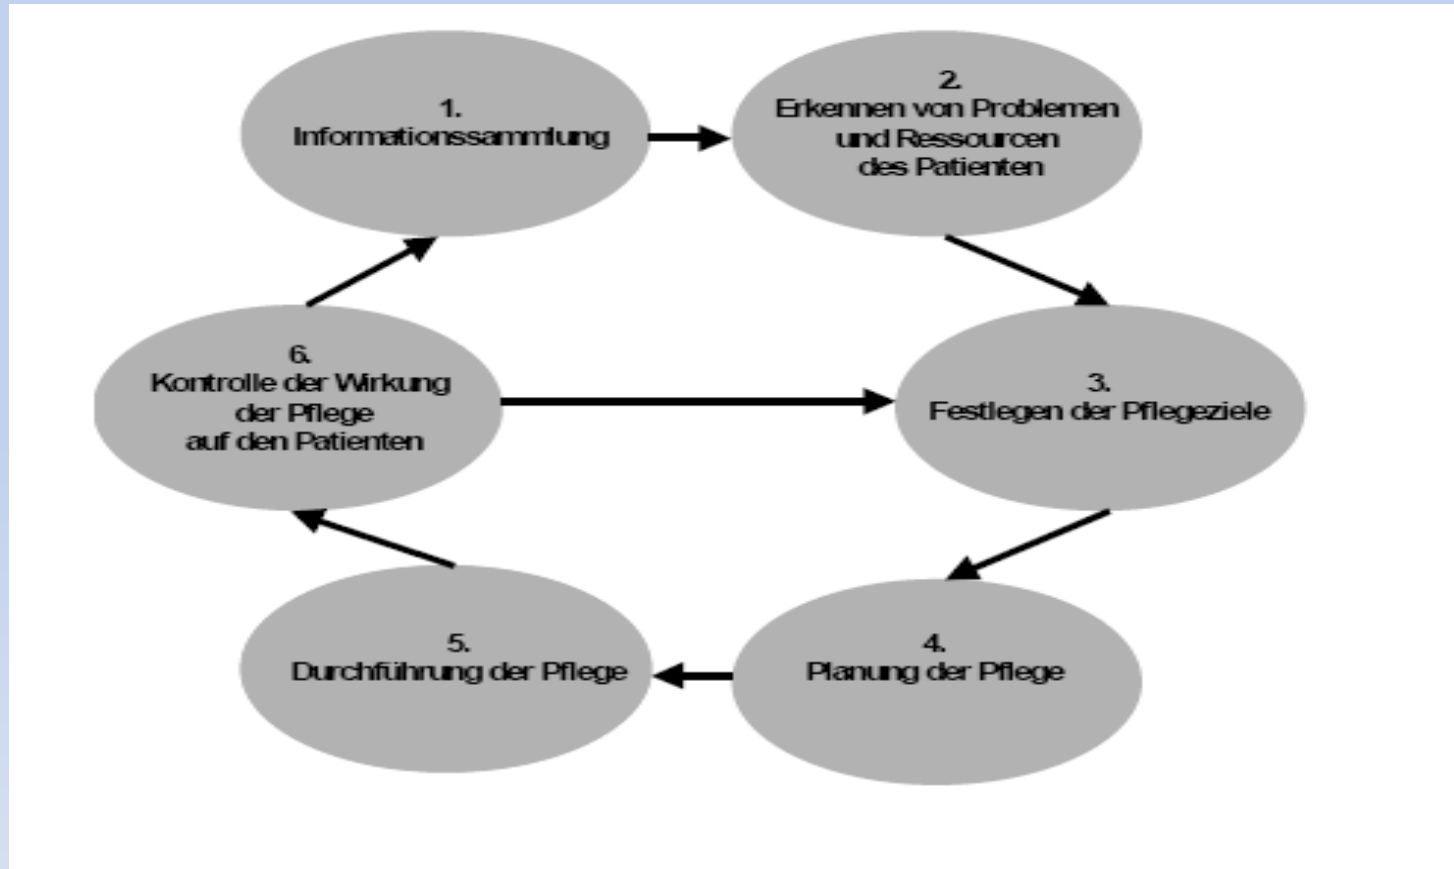 1.
Informationssammlung
2.
Erkennen von Problemen
und Ressourcen
des Patienten
3.
Festlegen der Pflegeziele
4.
Planung der Pflege
5.
Durchführung der Pflege
6.
Kontrolle der Wirkung
der Pflege
auf den Patienten